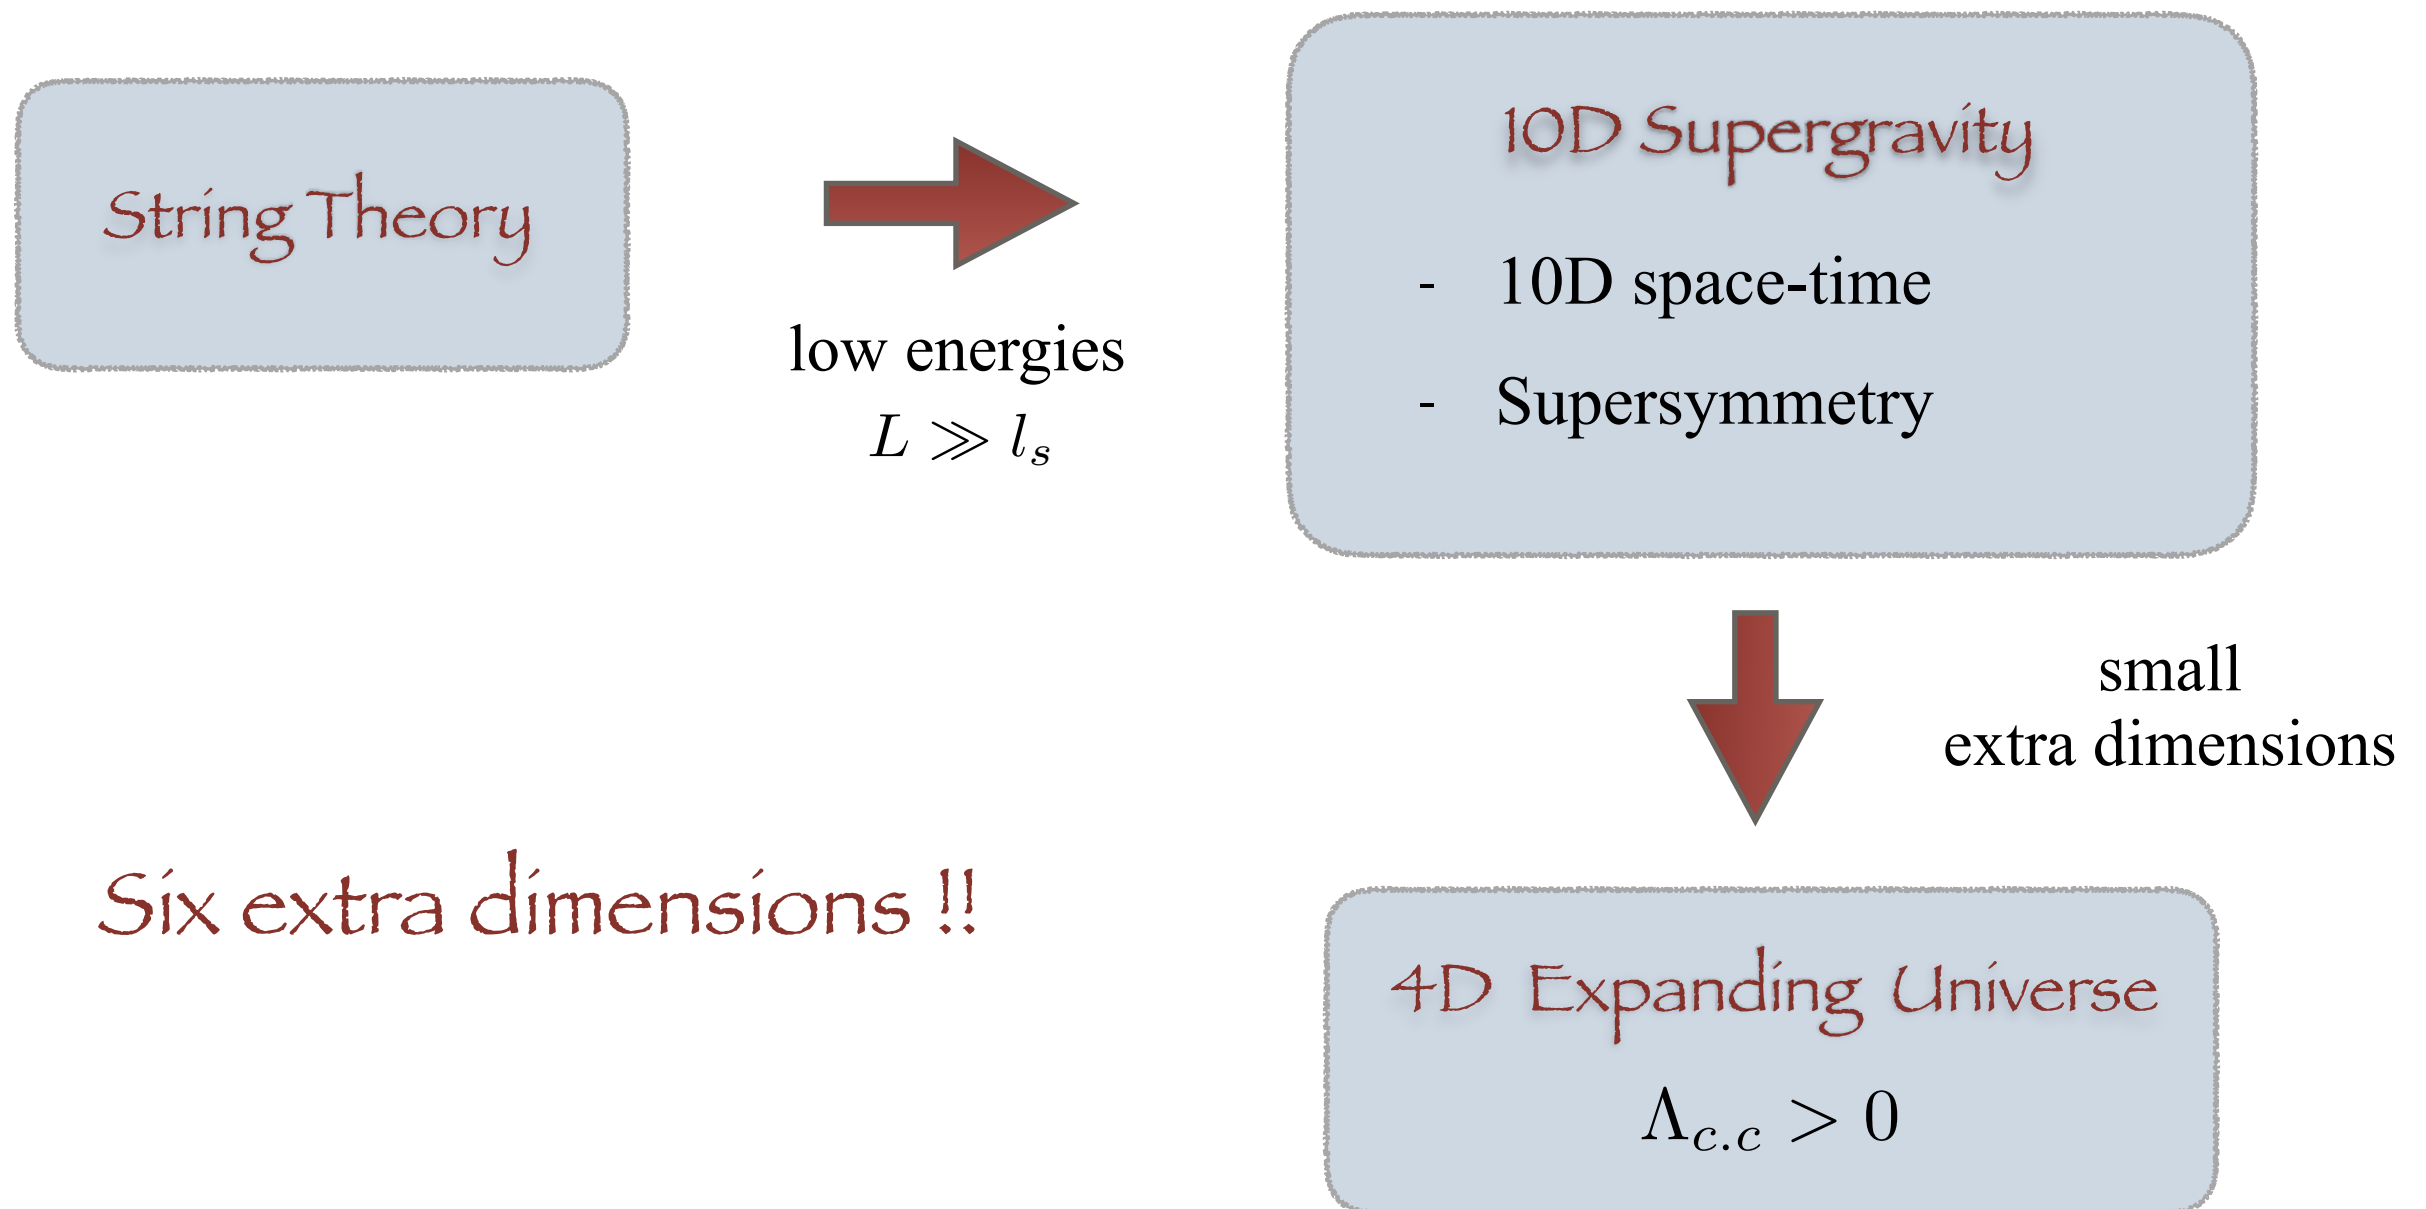 String Theory
low energies
L ≫ l_s
10D Supergravity
- 10D space-time
- Supersymmetry
small
extra dimensions
Six extra dimensions !!
4D Expanding Universe
Λ_{c.c} > 0